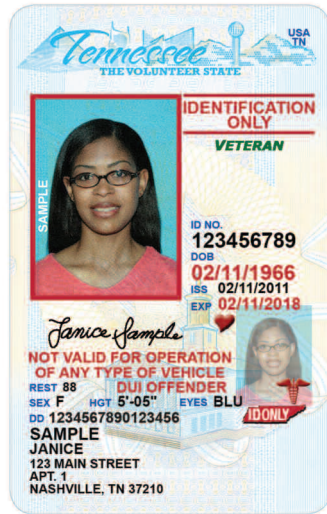 Tennessee
THE VOLUNTEER STATE
USA
TN
IDENTIFICATION
ONLY
VETERAN
SAMPLE
ID NO.
123456789
DOB
02/11/1966
ISS 02/11/2011
EXP 02/11/2018
Janice Sample
NOT VALID FOR OPERATION
OF ANY TYPE OF VEHICLE
REST 88 DUI OFFENDER
SEX F HGT 5'-05" EYES BLU
ID ONLY
DD 1234567890123456
SAMPLE
JANICE
123 MAIN STREET
APT. 1
NASHVILLE, TN 37210